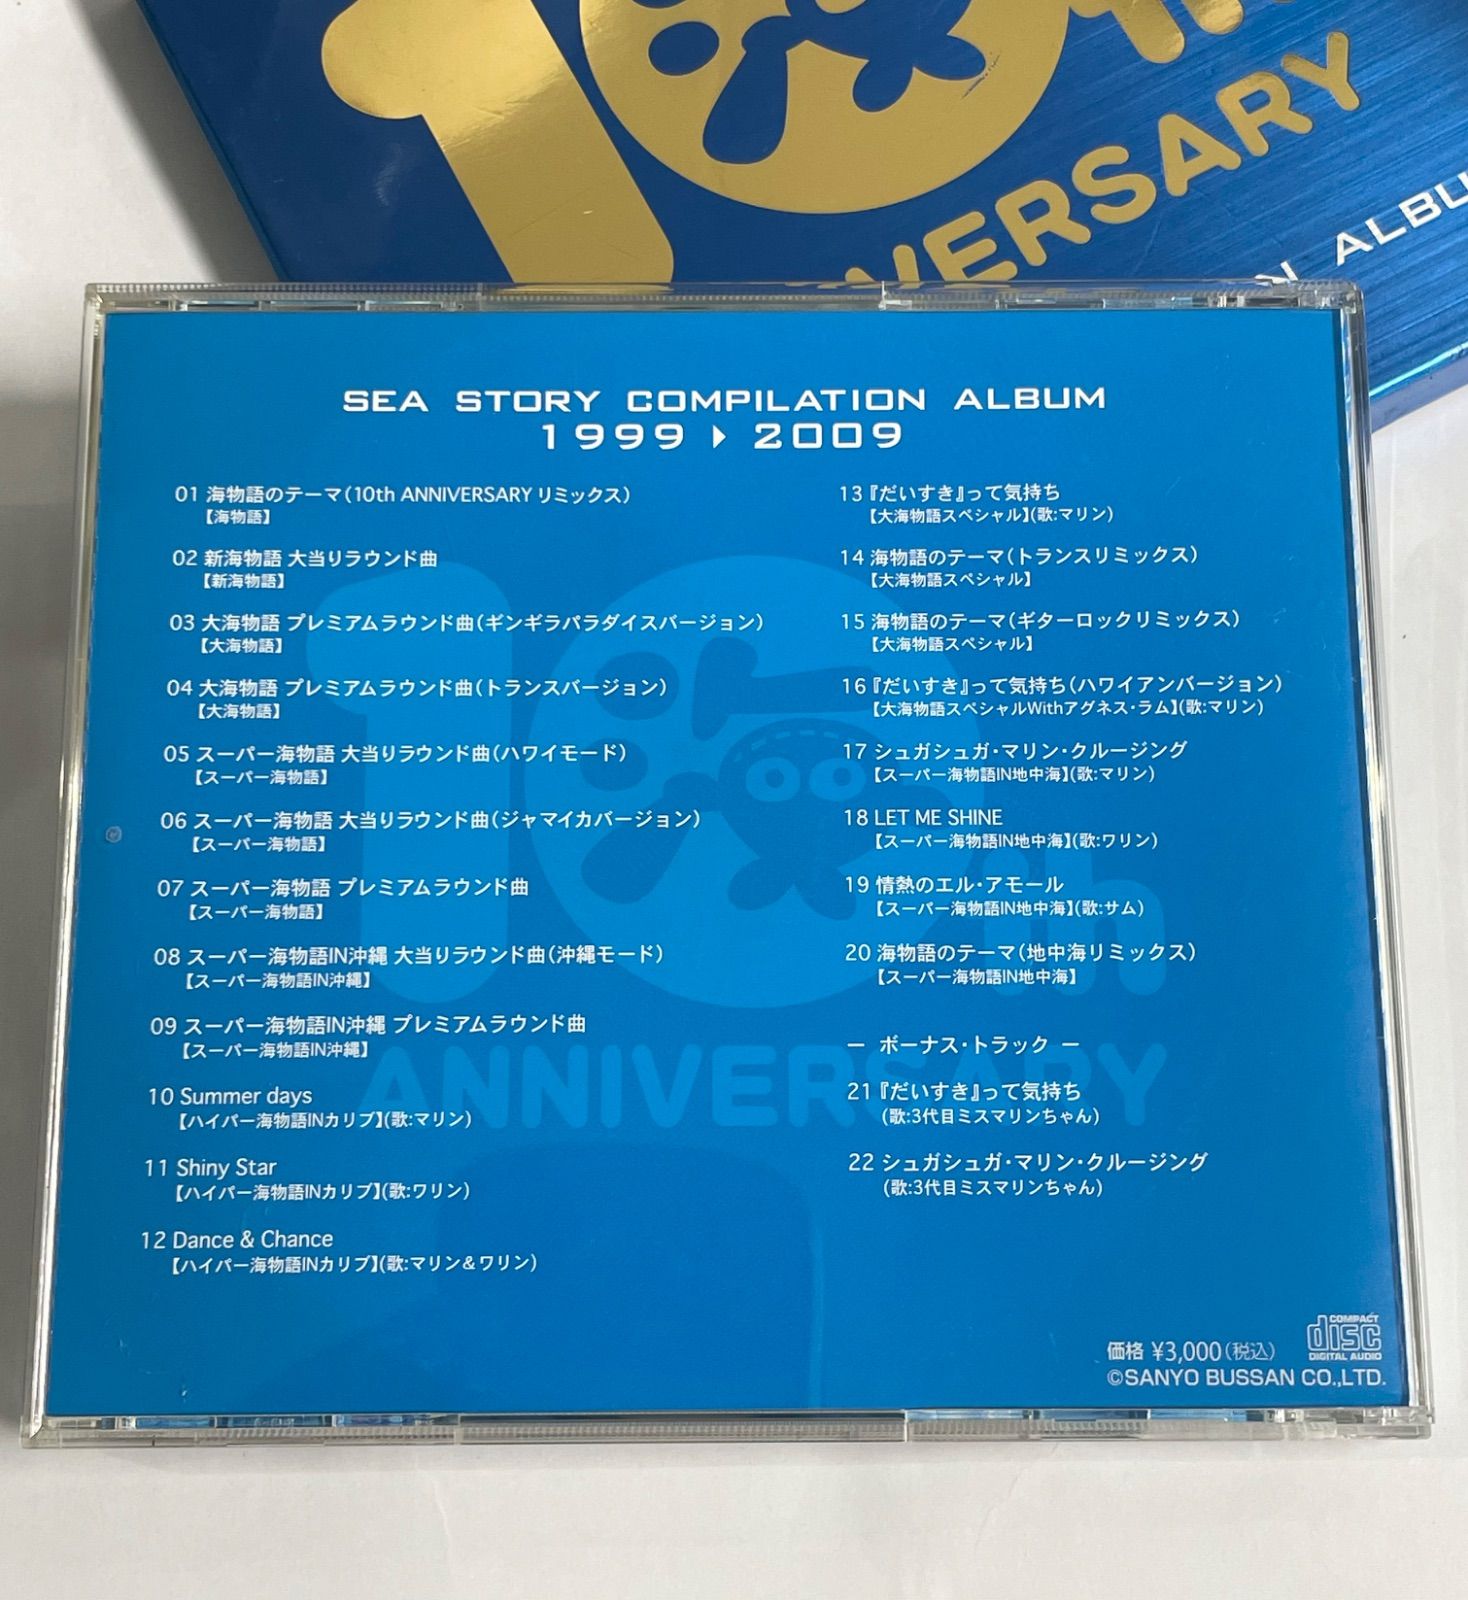 10
ANNIVERSARY
ALBU
SEA STORY COMPILATION ALBUM
1999▶2009
01 海物語のテーマ(10th ANNIVERSARY リミックス)
【海物語】
02 新海物語 大当りラウンド曲
【新海物語】
03 大海物語 プレミアムラウンド曲(ギンギラパラダイスバージョン)
【大海物語】
04 大海物語 プレミアムラウンド曲(トランスバージョン)
【大海物語】
05 スーパー海物語 大当りラウンド曲(ハワイモード)
【スーパー海物語】
06 スーパー海物語 大当りラウンド曲(ジャマイカバージョン)
【スーパー海物語】
07 スーパー海物語 プレミアムラウンド曲
【スーパー海物語】
08 スーパー海物語IN沖縄 大当りラウンド曲(沖縄モード)
【スーパー海物語IN沖縄】
09 スーパー海物語IN沖縄 プレミアムラウンド曲
【スーパー海物語IN沖縄】
10 Summer days
【ハイパー海物語INカリブ】(歌:マリン)
11 Shiny Star
【ハイパー海物語INカリブ】(歌:ワリン)
12 Dance & Chance
【ハイパー海物語INカリブ】(歌:マリン&ワリン)
13 『だいすき』って気持ち
【大海物語スペシャル】(歌:マリン)
14 海物語のテーマ(トランスリミックス)
【大海物語スペシャル】
15 海物語のテーマ(ギターロックリミックス)
【大海物語スペシャル】
16 『だいすき』って気持ち(ハワイアンバージョン)
【大海物語スペシャルWithアグネス・ラム】(歌:マリン)
17 シュガシュガ・マリン・クルージング
【スーパー海物語IN地中海】(歌:マリン)
18 LET ME SHINE
【スーパー海物語IN地中海】(歌:ワリン)
19 情熱のエル・アモール
【スーパー海物語IN地中海】(歌:サム)
20 海物語のテーマ(地中海リミックス)
【スーパー海物語IN地中海】
ー ボーナス・トラック ー
21 『だいすき』って気持ち
(歌:3代目ミスマリンちゃん)
22 シュガシュガ・マリン・クルージング
(歌:3代目ミスマリンちゃん)
10th
ANNIVERSARY
価格 ¥3,000(税込)
COMPACT
disc
DIGITAL AUDIO
©SANYO BUSSAN CO.,LTD.